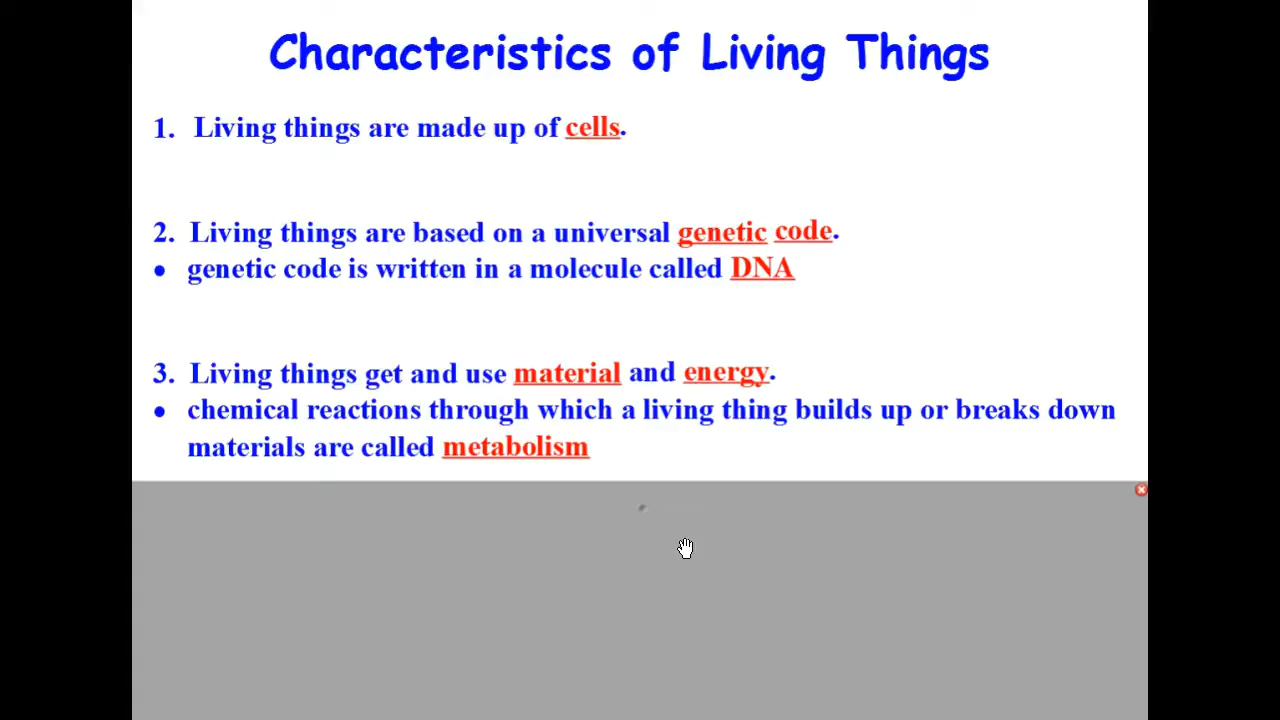 Characteristics of Living Things
1. Living things are made up of cells.
2. Living things are based on a universal genetic code.
• genetic code is written in a molecule called DNA
3. Living things get and use material and energy.
• chemical reactions through which a living thing builds up or breaks down
materials are called metabolism